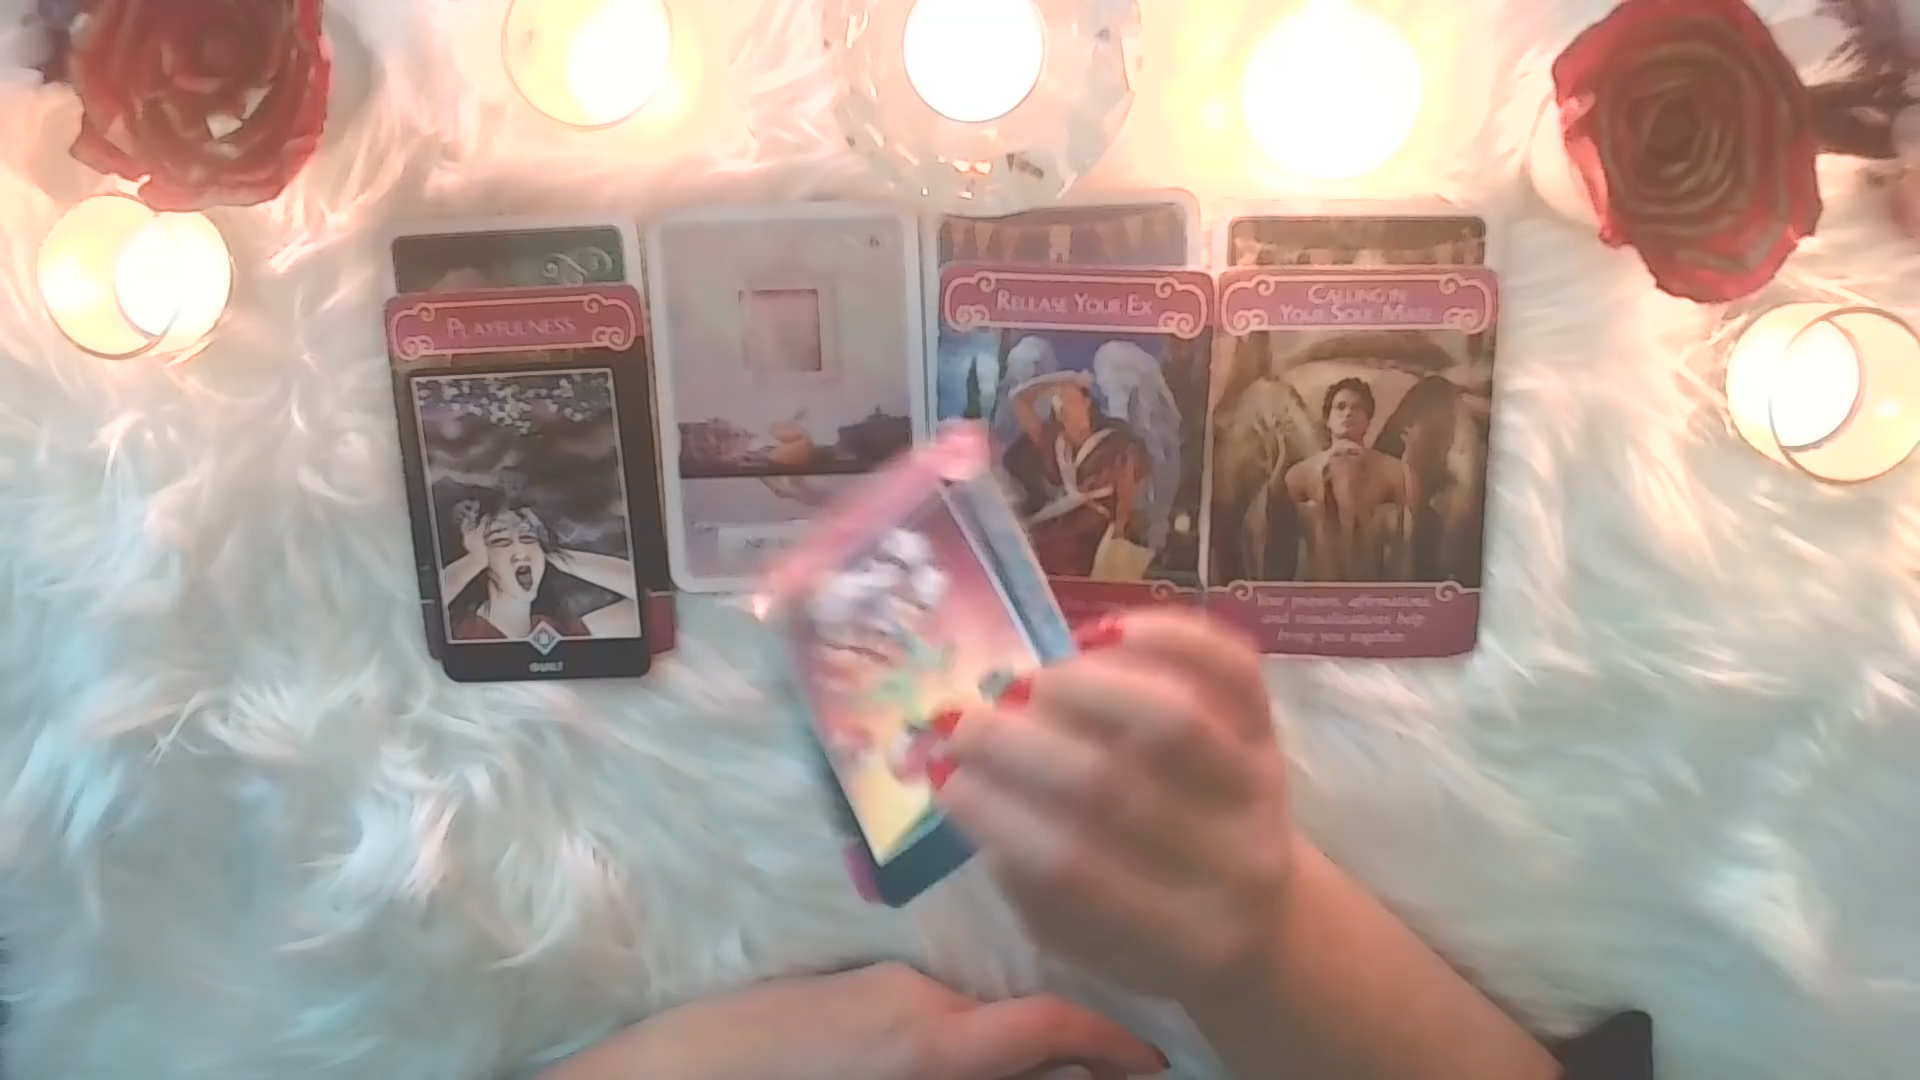 PLAYFULNESS
RELEASE YOUR EX
CALLING IN
YOUR SOUL MATE
Your prayers, affirmations,
and visualizations help
bring you together
GUILT